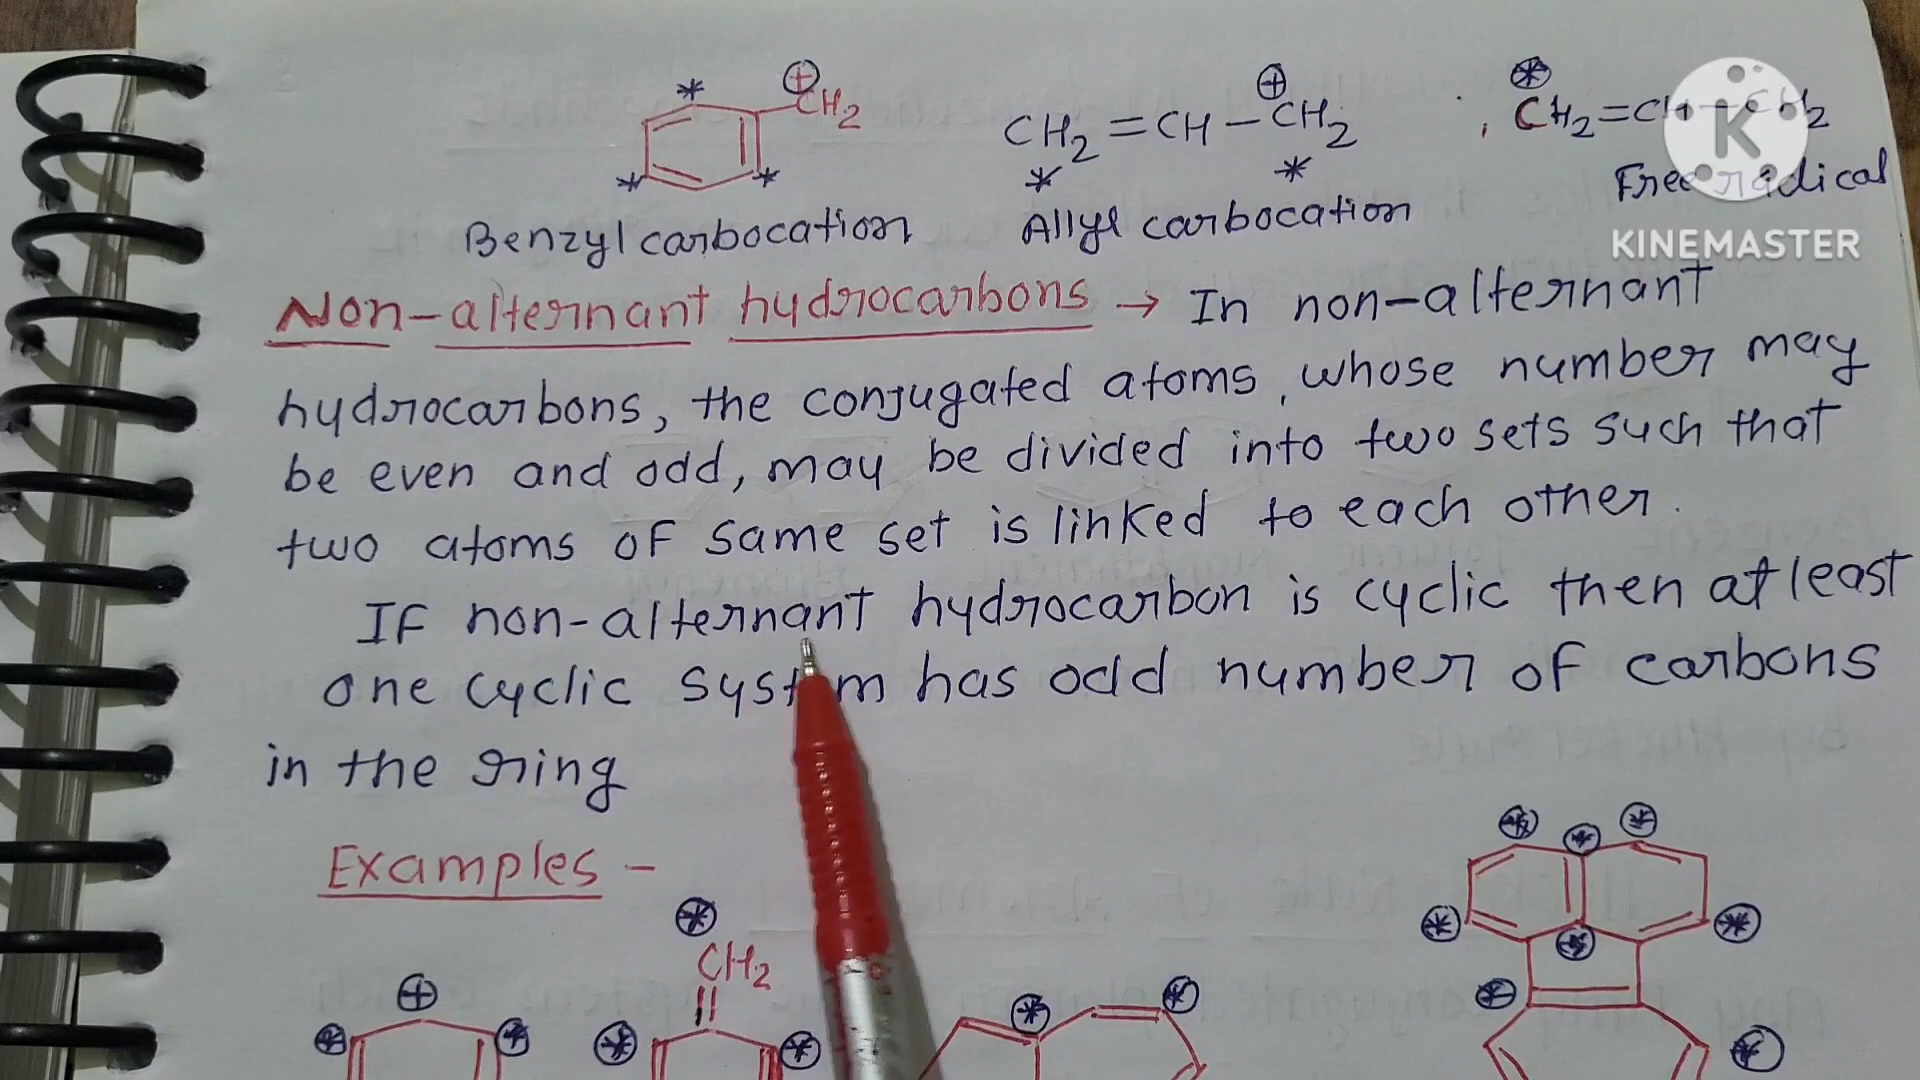 CH2
CH2 = CH – CH2
CH2 = CH – CH2
Benzyl carbocation
Allyl carbocation
Free radical
K
KINEMASTER
Non-alternant hydrocarbons → In non-alternant
hydrocarbons, the conjugated atoms, whose number may
be even and odd, may be divided into two sets such that
two atoms of same set is linked to each other.
IF non-alternant hydrocarbon is cyclic then at least
one cyclic system has odd number of carbons
in the ring
Examples –
CH2